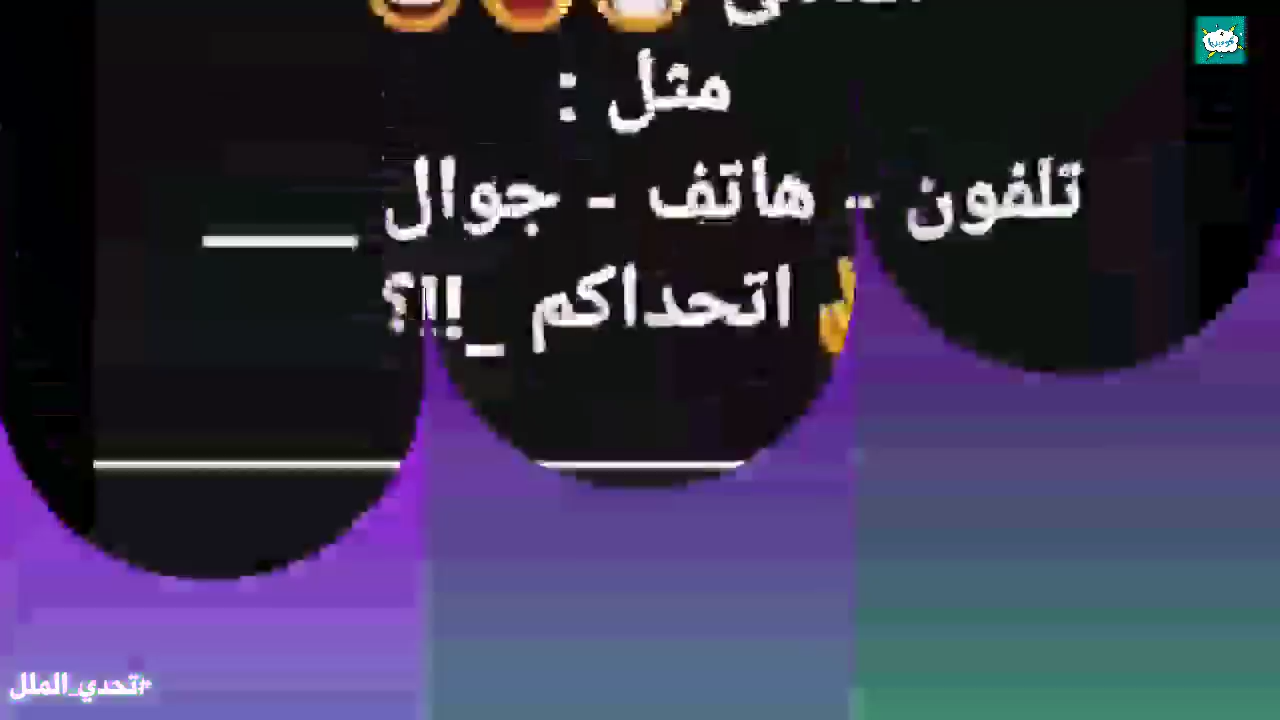 مثل :
تلفون - هاتف - جوال
اتحداكم _!!؟
#تحدي_الملل